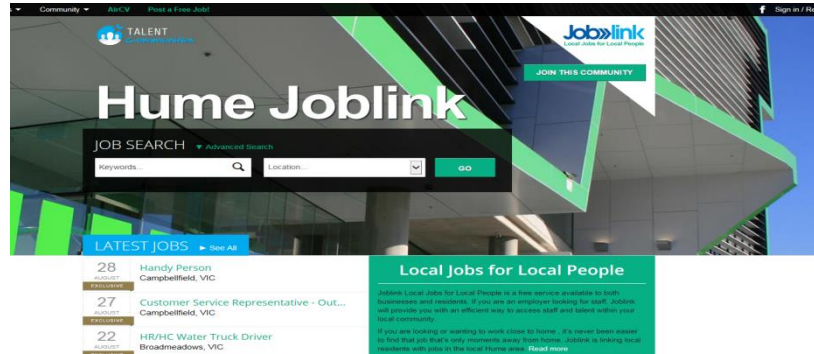 Community
AirCV
Post a Free Job!
f
Sign in / Re
TALENT
Job»link
Local Jobs for Local People
JOIN THIS COMMUNITY
Hume Joblink
JOB SEARCH ▼ Advanced Search
Keywords...
Location...
GO
LATEST JOBS ► See All
28
AUGUST
EXCLUSIVE
Handy Person
Campbellfield, VIC
27
AUGUST
EXCLUSIVE
Customer Service Representative - Out...
Campbellfield, VIC
22
AUGUST
EXCLUSIVE
HR/HC Water Truck Driver
Broadmeadows, VIC
Local Jobs for Local People
Joblink Local Jobs for Local People is a free service available to both
businesses and residents. If you are an employer looking for staff, Joblink
will provide you with an efficient way to access staff and talent within your
local community.
If you are looking or wanting to work close to home , it's never been easier
to find that job that's only moments away from home. Joblink is linking local
residents with jobs in the local Hume area. Read more